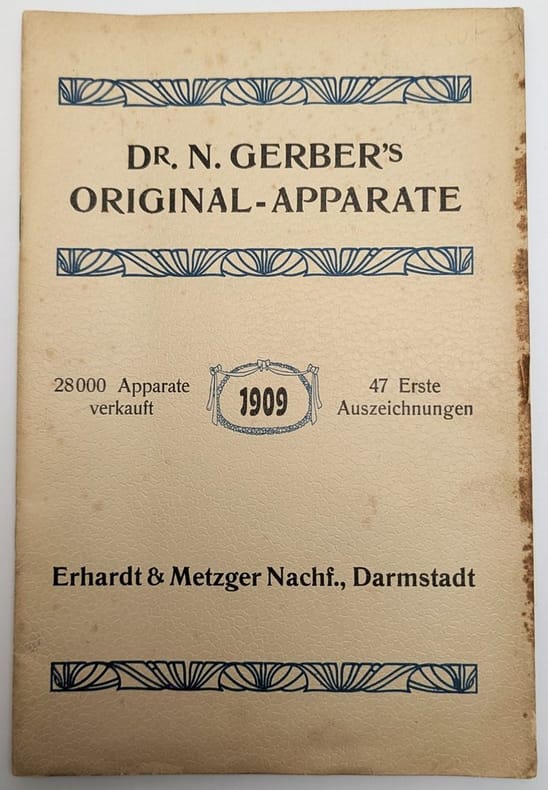 DR. N. GERBER'S
ORIGINAL-APPARATE
28000 Apparate
verkauft
1909
47 Erste
Auszeichnungen
Erhardt & Metzger Nachf., Darmstadt